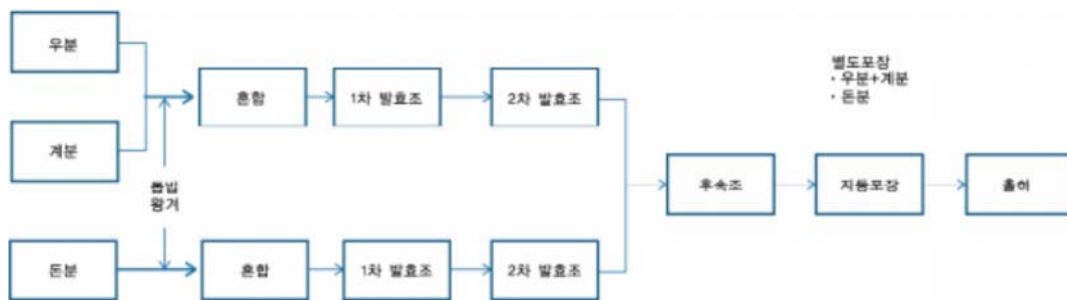 우분
계분
돈분
톱밥
왕겨
혼합
1차 발효조
2차 발효조
혼합
1차 발효조
2차 발효조
별도포장
· 우분+계분
· 돈분
후숙조
자동포장
출하